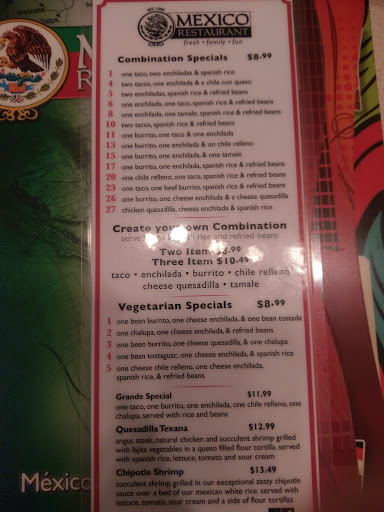 EST. 1990
MEXICO
RESTAURANT
fresh • family • fun
Combination Specials $8.99
1 one taco, two enchiladas & spanish rice
4 two tacos, one enchilada & s chile con queso
5 two enchiladas, spanish rice & refried beans
6 one enchilada, one taco, spanish rice & refried beans
8 one enchilada, one tamale, spanish rice & refried beans
10 two tacos, spanish rice & refried beans
11 one burrito, one taco & one enchilada
13 one burrito, one enchilada & on chile relleno
15 one burrito, one enchilada, & one tamale
17 one burrito, one enchilada, spanish rice & refried beans
20 one chile relleno, one taco, spanish rice & refried beans
23 one taco, one beef burrito, spanish rice & refried beans
26 one burrito, one cheese enchilada & a cheese quesadilla
27 chicken quesadilla, cheese enchilada & spanish rice
Create your own Combination
serve rice and refried beans
Two Item .99
Three Item $10.49
taco • enchilada • burrito • chile relleno
cheese quesadilla • tamale
Vegetarian Specials $8.99
1 one bean burrito, one cheese enchilada, & one bean tostada
2 one chalupa, one cheese enchilada, & refried beans
3 one been burrito, one cheese quesadilla, & one chalupa
4 one bean tostaguac, one cheese enchilada, & spanish rice
5 one cheese chile relleno, one cheese enchilada,
spanish rice, & refried beans
Grande Special $11.99
one taco, one burrito, one enchilada, one chile relleno, one
chalupa, served with rice and beans
Quesadilla Texana $12.99
angus steak, natural chicken and succulent shrimp grilled
with fajita vegetables in a queso filled flour tortilla. served
with spanish rice, lettuce, tomato and sour cream
Chipotle Shrimp $13.49
succulent shrimp grilled in our exceptional zesty chipotle
sauce over a bed of our mexican white rice. served with
lettuce, tomato, sour cream and a side of flour tortillas
México